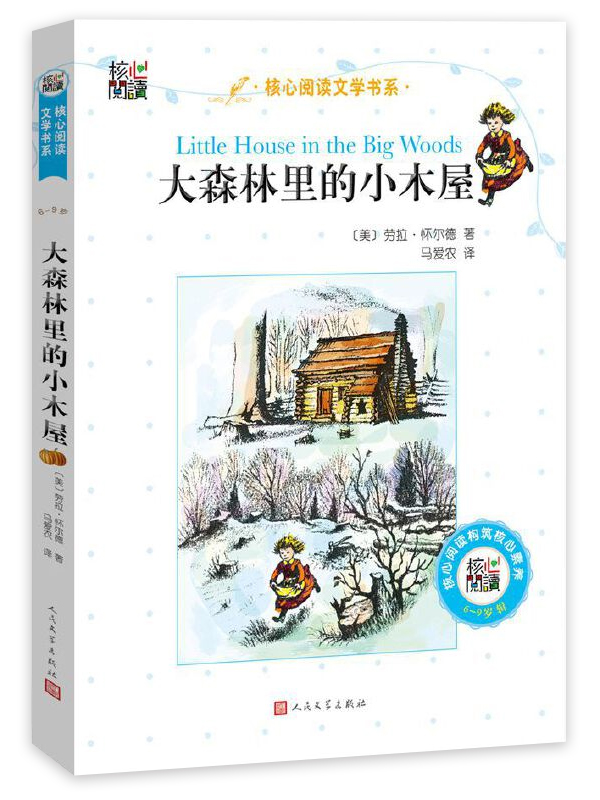 核心
閱讀
·核心阅读文学书系·
Little House in the Big Woods
大森林里的小木屋
〔美〕劳拉·怀尔德 著
马爱农 译
核心阅读构筑核心素养
核心
閱讀
6-9岁
人民文学出版社
核心
閱讀
核心阅读
文学书系
6-9岁
大森林里的小木屋
〔美〕劳拉·怀尔德 著
马爱农 译
人民文学出版社